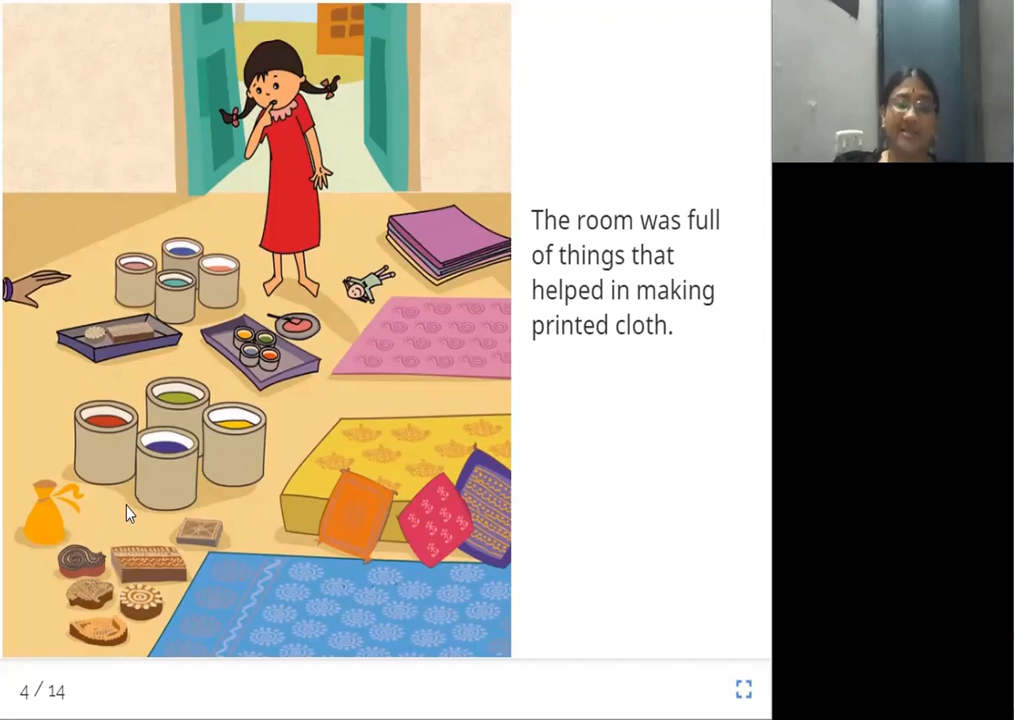 The room was full
of things that
helped in making
printed cloth.
4 / 14